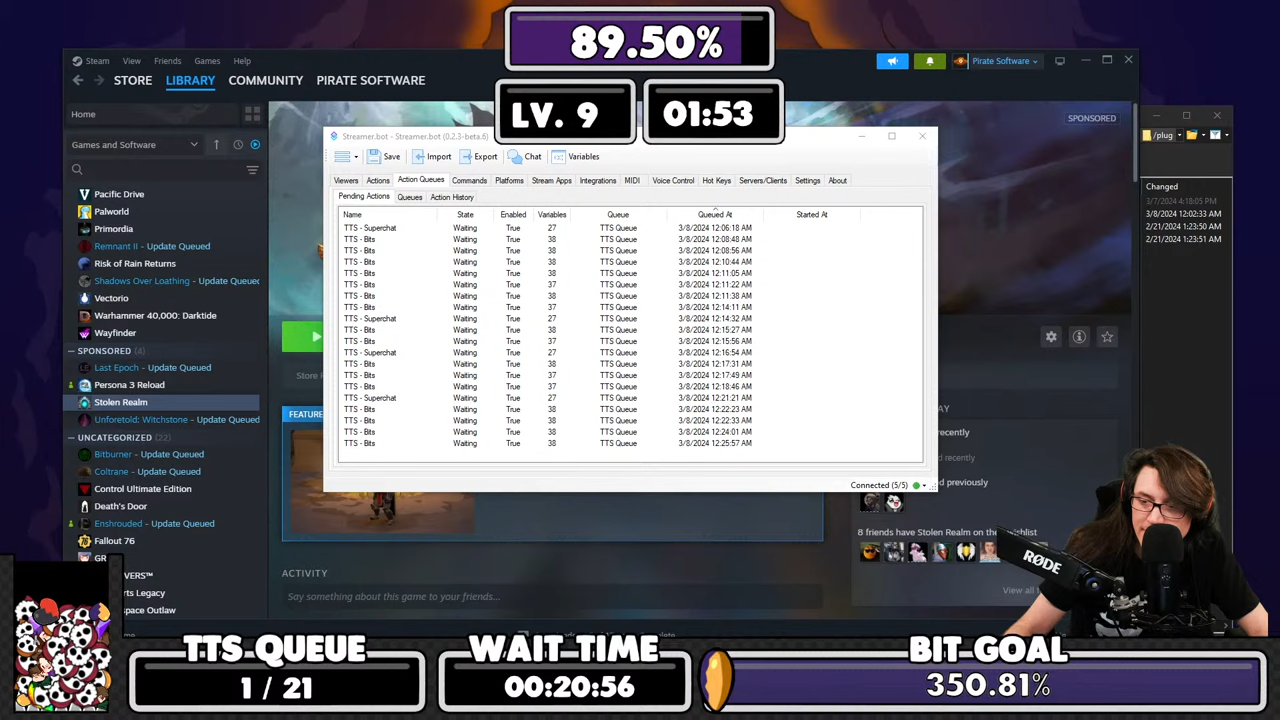 89.50%
LV. 9
01:53
Steam View Friends Games Help
Pirate Software
STORE LIBRARY COMMUNITY PIRATE SOFTWARE
Home
Games and Software
Pacific Drive
Palworld
Primordia
Remnant II - Update Queued
Risk of Rain Returns
Shadows Over Loathing - Update Queued
Vectorio
Warhammer 40,000: Darktide
Wayfinder
SPONSORED (4)
Last Epoch - Update Queued
Persona 3 Reload
Stolen Realm
Unforetold: Witchstone - Update Queued
UNCATEGORIZED (22)
Bitburner - Update Queued
Coltrane - Update Queued
Control Ultimate Edition
Death's Door
Enshrouded - Update Queued
Fallout 76
GR
VERS™
rts Legacy
space Outlaw
SPONSORED
Streamer.bot - Streamer.bot (0.2.3-beta.6)
Save Import Export Chat Variables
Viewers Actions Action Queues Commands Platforms Stream Apps Integrations MIDI Voice Control Hot Keys Servers/Clients Settings About
Pending Actions Queues Action History
Name State Enabled Variables Queue Queued At Started At
TTS - Superchat Waiting True 27 TTS Queue 3/8/2024 12:06:18 AM
TTS - Bits Waiting True 38 TTS Queue 3/8/2024 12:08:48 AM
TTS - Bits Waiting True 38 TTS Queue 3/8/2024 12:08:56 AM
TTS - Bits Waiting True 38 TTS Queue 3/8/2024 12:10:44 AM
TTS - Bits Waiting True 38 TTS Queue 3/8/2024 12:11:05 AM
TTS - Bits Waiting True 37 TTS Queue 3/8/2024 12:11:22 AM
TTS - Bits Waiting True 38 TTS Queue 3/8/2024 12:11:38 AM
TTS - Bits Waiting True 37 TTS Queue 3/8/2024 12:14:11 AM
TTS - Superchat Waiting True 27 TTS Queue 3/8/2024 12:14:32 AM
TTS - Bits Waiting True 38 TTS Queue 3/8/2024 12:15:27 AM
TTS - Bits Waiting True 37 TTS Queue 3/8/2024 12:15:56 AM
TTS - Superchat Waiting True 27 TTS Queue 3/8/2024 12:16:54 AM
TTS - Bits Waiting True 38 TTS Queue 3/8/2024 12:17:31 AM
TTS - Bits Waiting True 37 TTS Queue 3/8/2024 12:17:49 AM
TTS - Bits Waiting True 37 TTS Queue 3/8/2024 12:18:46 AM
TTS - Superchat Waiting True 27 TTS Queue 3/8/2024 12:21:21 AM
TTS - Bits Waiting True 38 TTS Queue 3/8/2024 12:22:23 AM
TTS - Bits Waiting True 38 TTS Queue 3/8/2024 12:22:33 AM
TTS - Bits Waiting True 38 TTS Queue 3/8/2024 12:24:01 AM
TTS - Bits Waiting True 38 TTS Queue 3/8/2024 12:25:57 AM
Connected (5/5)
/plug
Changed
3/7/2024 4:18:05 PM
3/8/2024 12:02:33 AM
2/21/2024 1:23:50 AM
2/21/2024 1:23:51 AM
Store
FEATURE
AY
recently
d recently
ed previously
8 friends have Stolen Realm on the wishlist
View all
ACTIVITY
Say something about this game to your friends...
RØDE
TTS QUEUE
1 / 21
WAIT TIME
00:20:56
BIT GOAL
350.81%